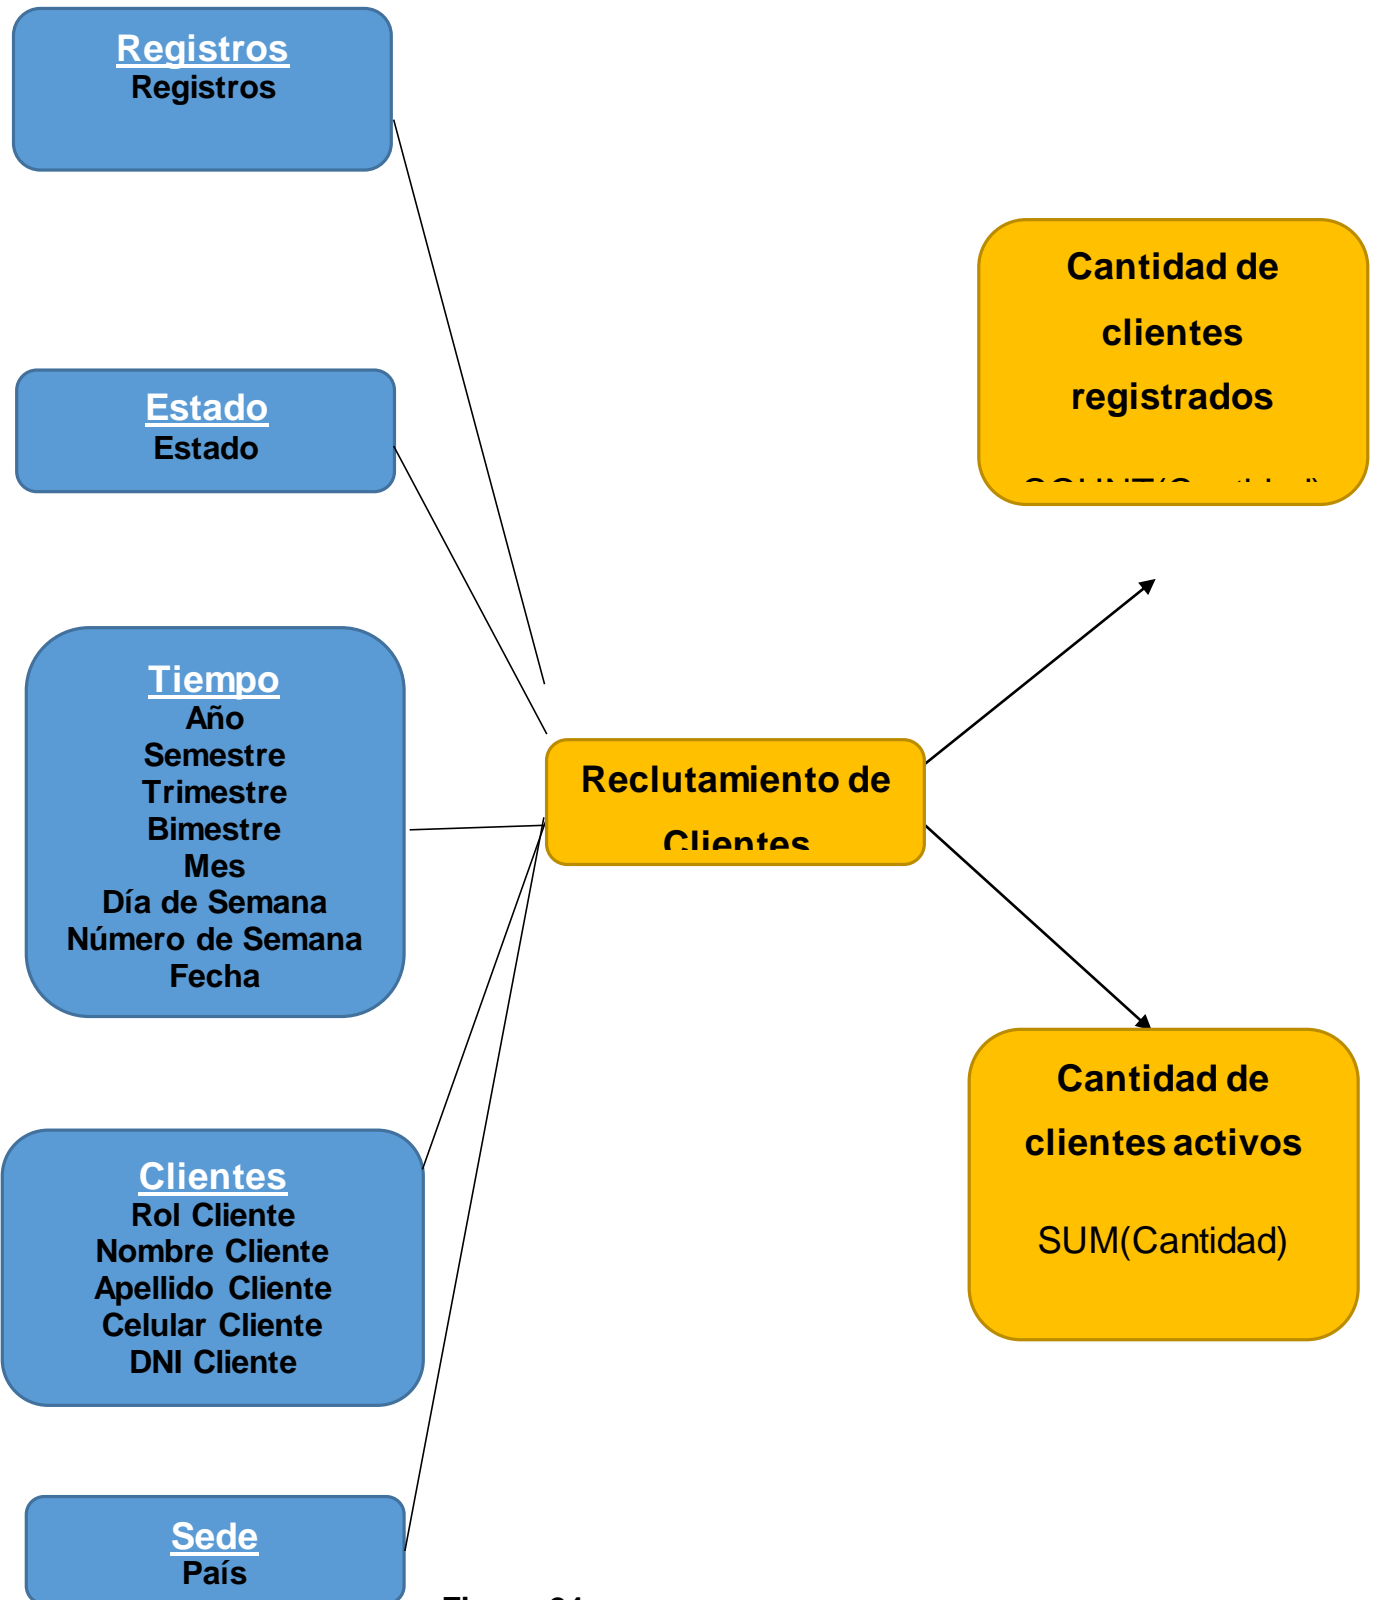 Registros
Registros
Estado
Estado
Tiempo
Año
Semestre
Trimestre
Bimestre
Mes
Día de Semana
Número de Semana
Fecha
Clientes
Rol Cliente
Nombre Cliente
Apellido Cliente
Celular Cliente
DNI Cliente
Sede
País
Reclutamiento de
Clientes
Cantidad de
clientes
registrados
COUNT(Cantidad)
Cantidad de
clientes activos
SUM(Cantidad)